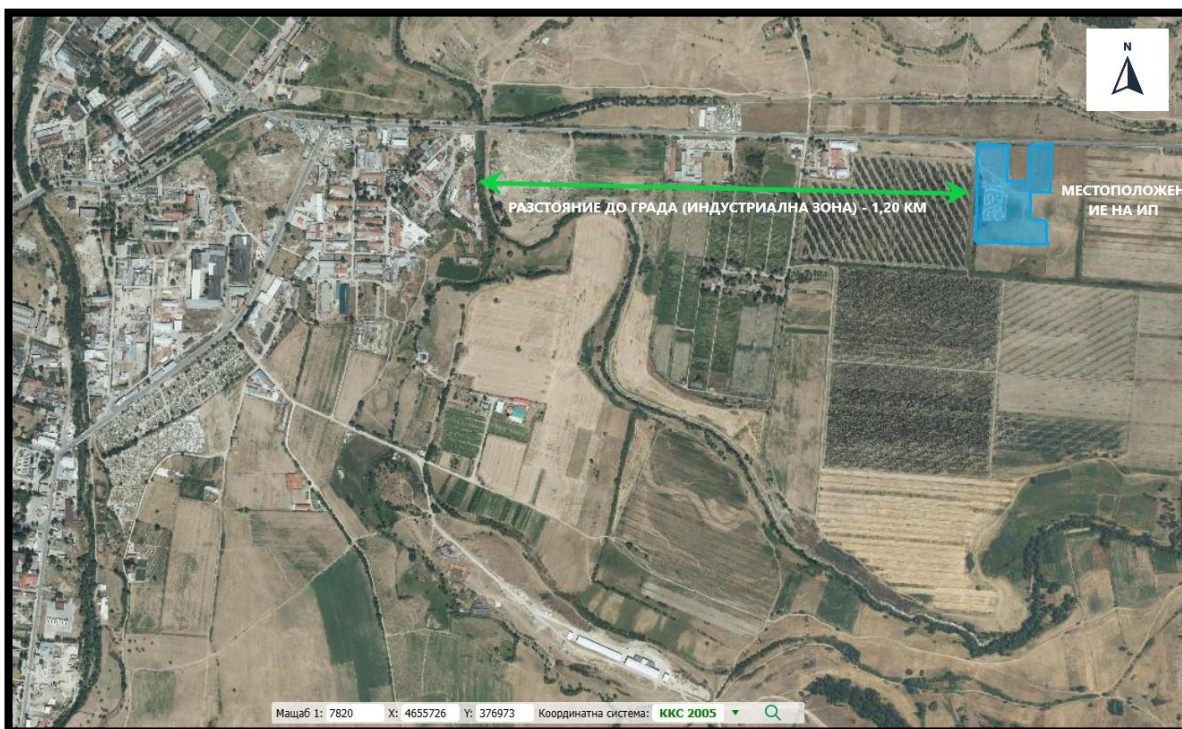 N
МЕСТОПОЛОЖЕН
ИЕ НА ИП
РАЗСТОЯНИЕ ДО ГРАДА (ИНДУСТРИАЛНА ЗОНА) - 1,20 КМ
Мащаб 1: 7820 X: 4655726 Y: 376973 Координатна система: ККС 2005